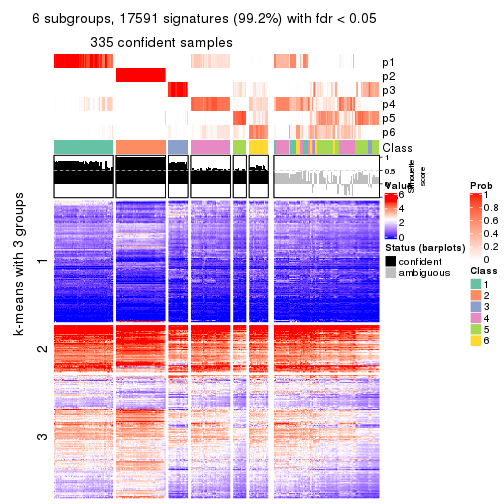 6 subgroups, 17591 signatures (99.2%) with fdr < 0.05
335 confident samples
p1
p2
p3
p4
p5
p6
Class
1
0.5
0
Silhouette
score
k-means with 3 groups
1
2
3
Value
6
4
2
0
Status (barplots)
confident
ambiguous
Prob
1
0.8
0.6
0.4
0.2
0
Class
1
2
3
4
5
6